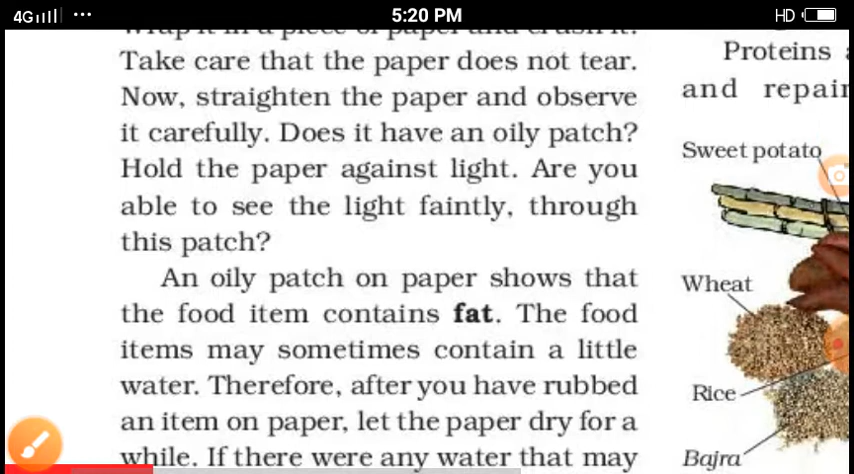 4G
5:20 PM
HD
Take care that the paper does not tear.
Now, straighten the paper and observe
it carefully. Does it have an oily patch?
Hold the paper against light. Are you
able to see the light faintly, through
this patch?
An oily patch on paper shows that
the food item contains fat. The food
items may sometimes contain a little
water. Therefore, after you have rubbed
an item on paper, let the paper dry for a
while. If there were any water that may
Proteins
and repair
Sweet potato
Wheat
Rice
Bajra